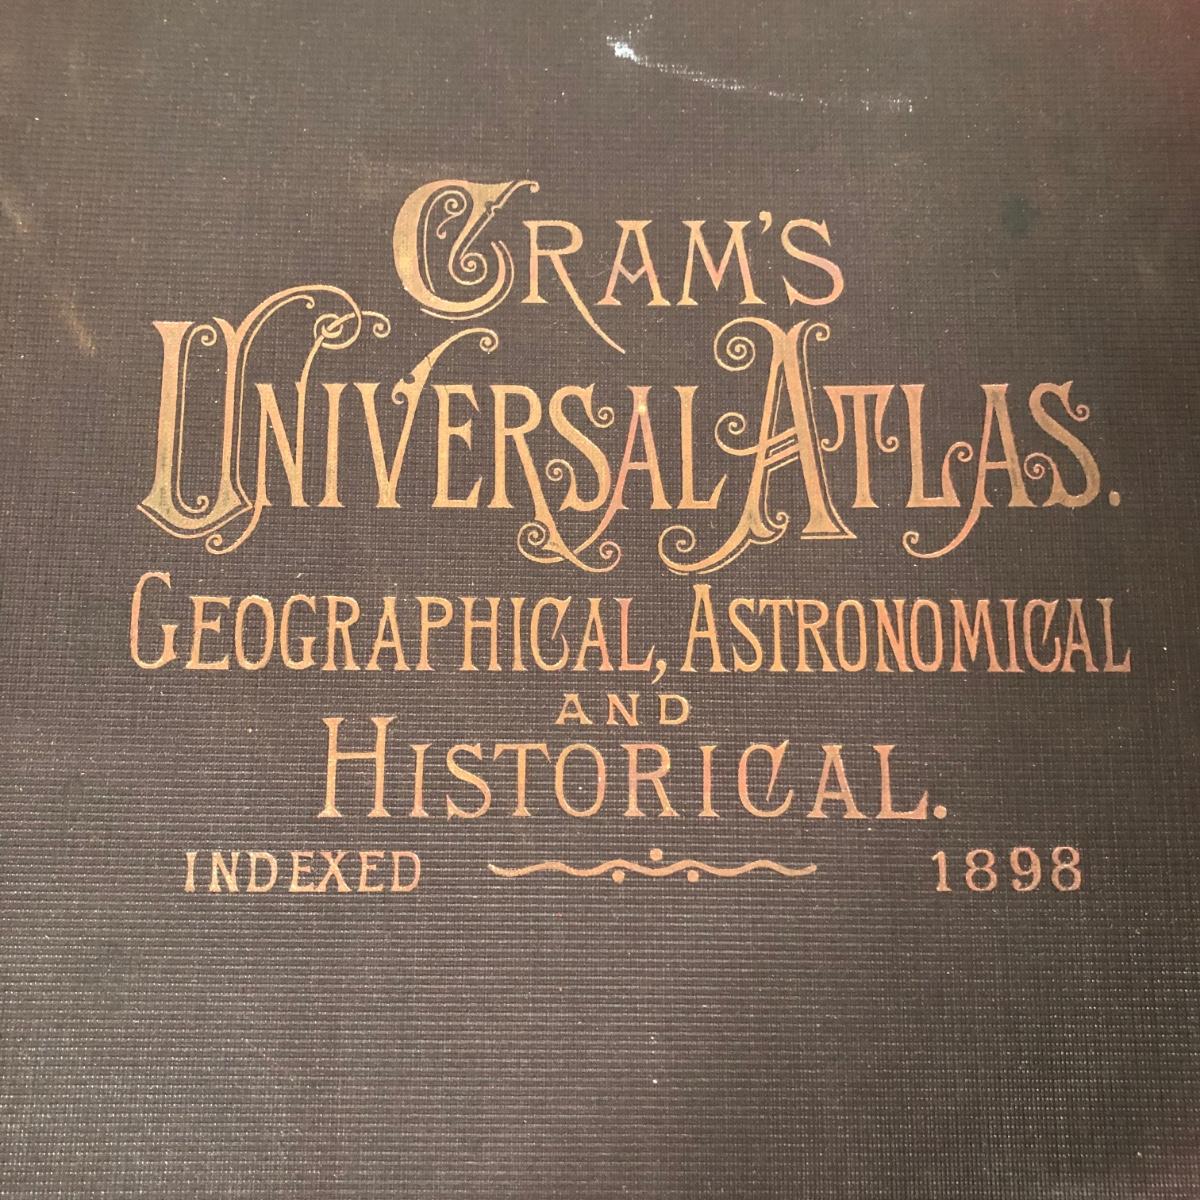 CRAM'S
UNIVERSAL ATLAS.
GEOGRAPHICAL, ASTRONOMICAL
AND
HISTORICAL.
INDEXED 1898